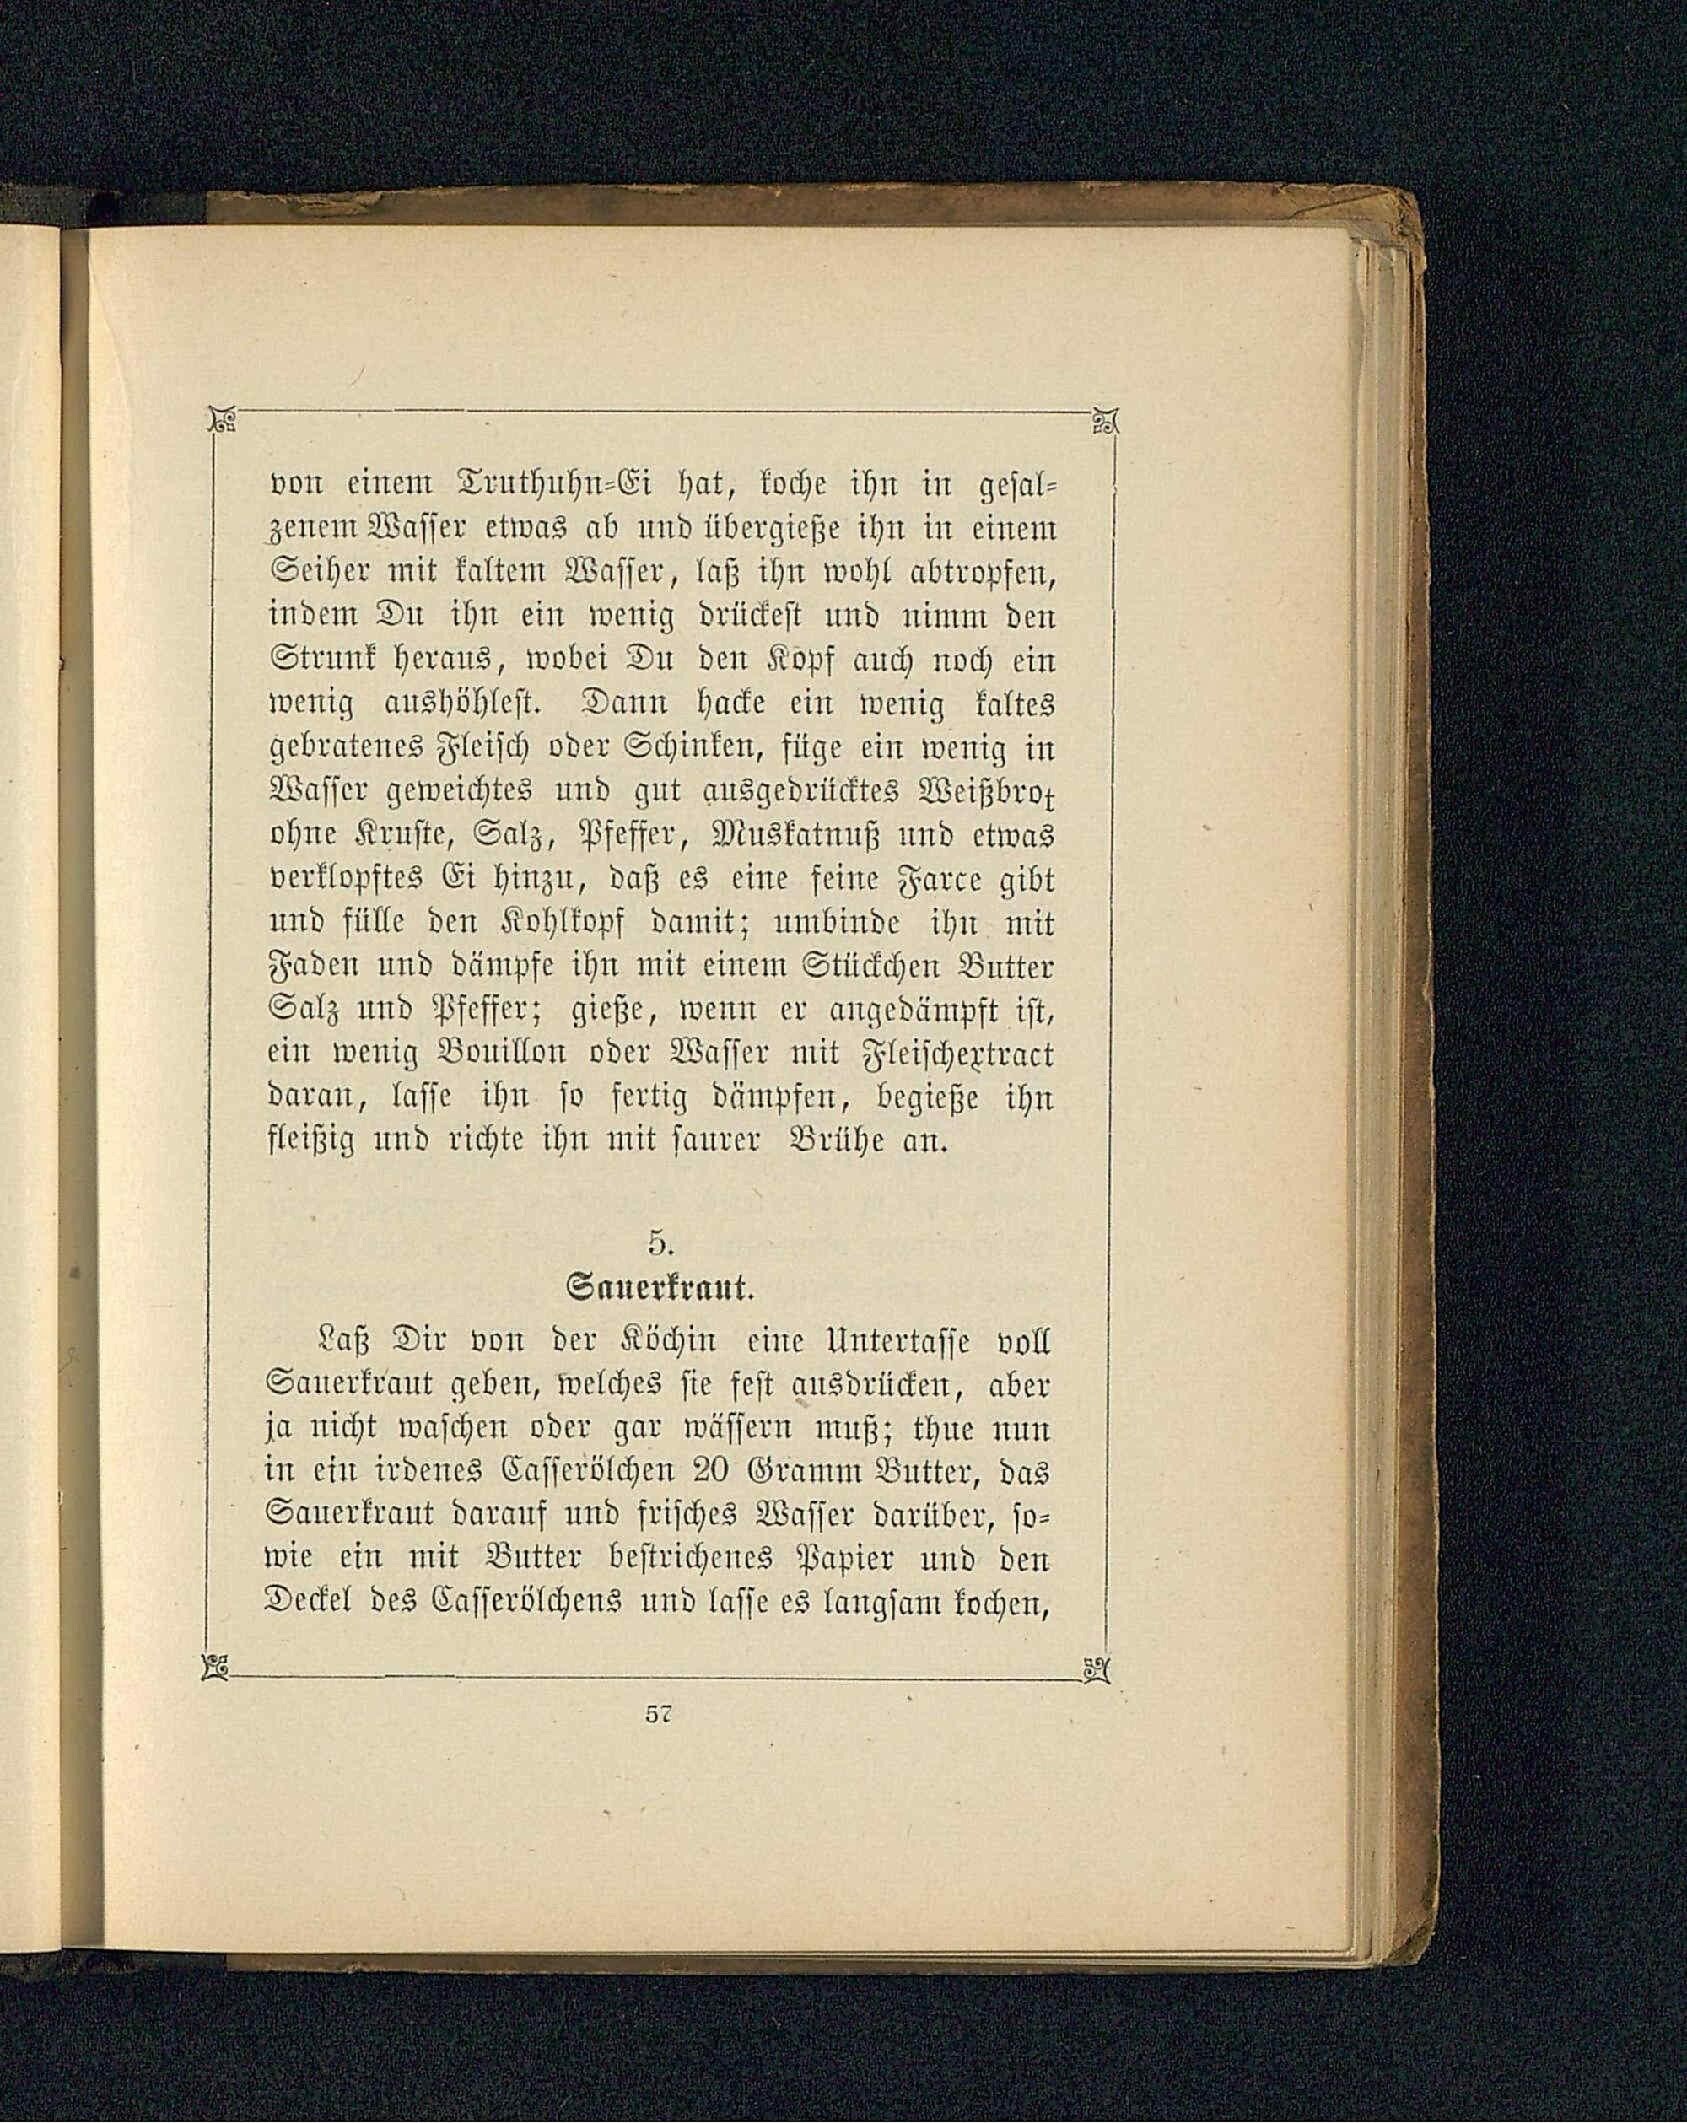 von einem Truthuhn-Ei hat, koche ihn in gesal-
zenem Wasser etwas ab und übergieße ihn in einem
Seiher mit kaltem Wasser, laß ihn wohl abtropfen,
indem Du ihn ein wenig drückest und nimm den
Strunk heraus, wobei Du den Kopf auch noch ein
wenig aushöhlest. Dann hacke ein wenig kaltes
gebratenes Fleisch oder Schinken, füge ein wenig in
Wasser geweichtes und gut ausgedrücktes Weißbrot
ohne Kruste, Salz, Pfeffer, Muskatnuß und etwas
verklopftes Ei hinzu, daß es eine feine Farce gibt
und fülle den Kohlkopf damit; umbinde ihn mit
Faden und dämpfe ihn mit einem Stückchen Butter
Salz und Pfeffer; gieße, wenn er angedämpft ist,
ein wenig Bouillon oder Wasser mit Fleischextract
daran, lasse ihn so fertig dämpfen, begieße ihn
fleißig und richte ihn mit saurer Brühe an.
5.
Sauerkraut.
Laß Dir von der Köchin eine Untertasse voll
Sauerkraut geben, welches sie fest ausdrücken, aber
ja nicht waschen oder gar wässern muß; thue nun
in ein irdenes Casserölchen 20 Gramm Butter, das
Sauerkraut darauf und frisches Wasser darüber, so-
wie ein mit Butter bestrichenes Papier und den
Deckel des Casserölchens und lasse es langsam kochen,
57